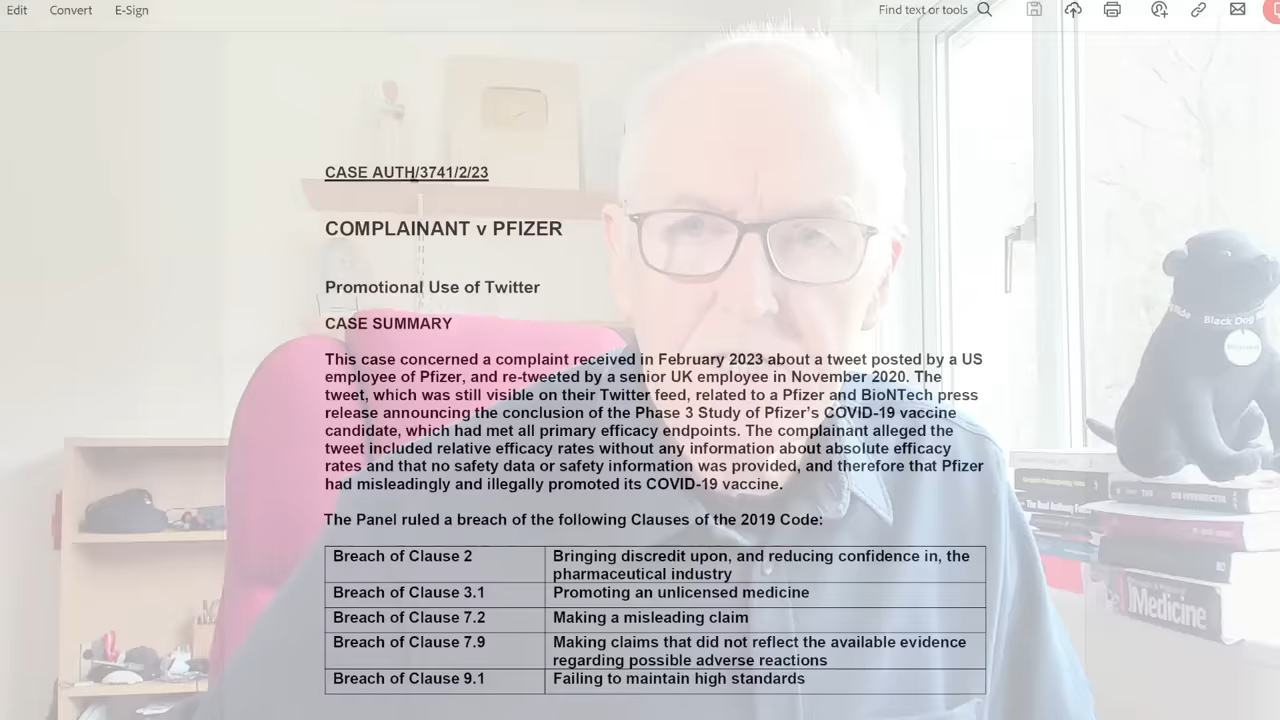 Edit Convert E-Sign Find text or tools
CASE AUTH/3741/2/23
COMPLAINANT v PFIZER
Promotional Use of Twitter
CASE SUMMARY
This case concerned a complaint received in February 2023 about a tweet posted by a US
employee of Pfizer, and re-tweeted by a senior UK employee in November 2020. The
tweet, which was still visible on their Twitter feed, related to a Pfizer and BioNTech press
release announcing the conclusion of the Phase 3 Study of Pfizer's COVID-19 vaccine
candidate, which had met all primary efficacy endpoints. The complainant alleged the
tweet included relative efficacy rates without any information about absolute efficacy
rates and that no safety data or safety information was provided, and therefore that Pfizer
had misleadingly and illegally promoted its COVID-19 vaccine.
The Panel ruled a breach of the following Clauses of the 2019 Code:
Breach of Clause 2 Bringing discredit upon, and reducing confidence in, the
pharmaceutical industry
Breach of Clause 3.1 Promoting an unlicensed medicine
Breach of Clause 7.2 Making a misleading claim
Breach of Clause 7.9 Making claims that did not reflect the available evidence
regarding possible adverse reactions
Breach of Clause 9.1 Failing to maintain high standards
Black Dog
Medicine